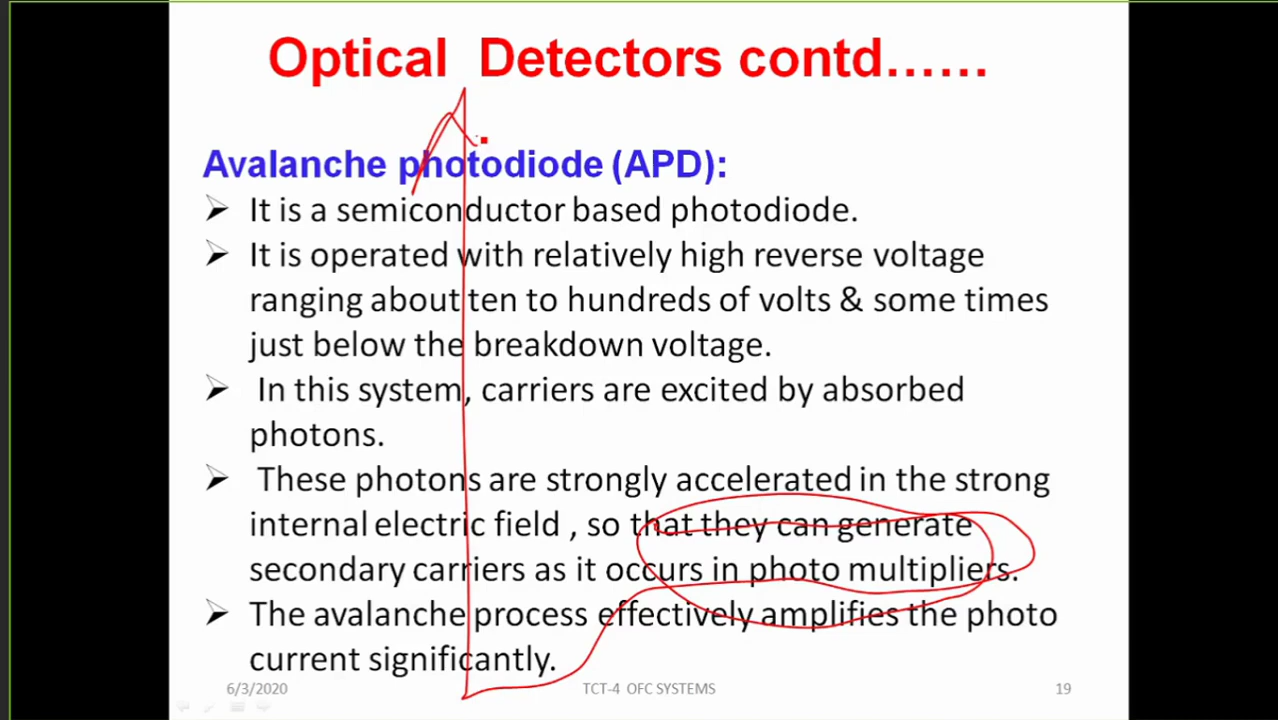 Optical Detectors contd……
.
Avalanche photodiode (APD):
➢ It is a semiconductor based photodiode.
➢ It is operated with relatively high reverse voltage
ranging about ten to hundreds of volts & some times
just below the breakdown voltage.
➢ In this system, carriers are excited by absorbed
photons.
➢ These photons are strongly accelerated in the strong
internal electric field , so that they can generate
secondary carriers as it occurs in photo multipliers.
➢ The avalanche process effectively amplifies the photo
current significantly.
6/3/2020 TCT-4 OFC SYSTEMS 19